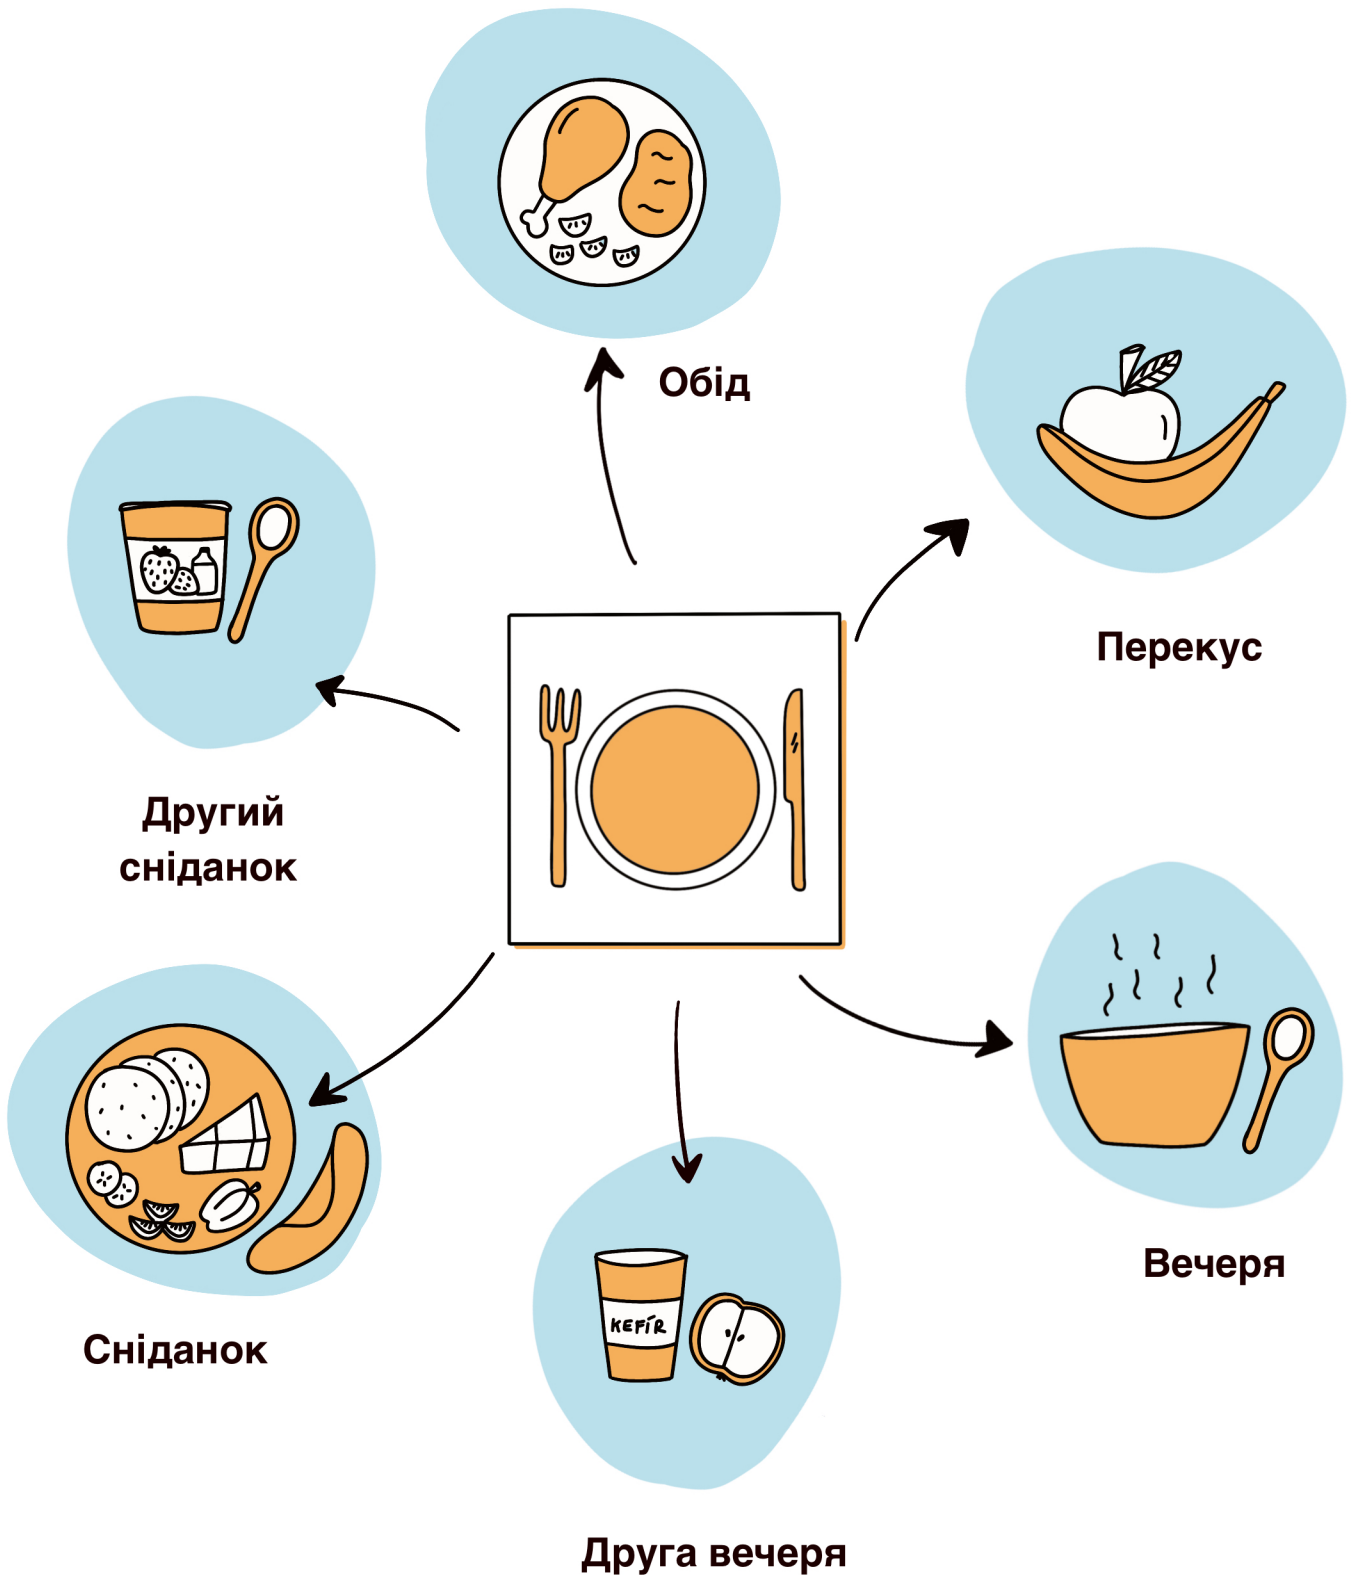 Обід
Перекус
Другий
сніданок
Вечеря
KEFÍR
Сніданок
Друга вечеря